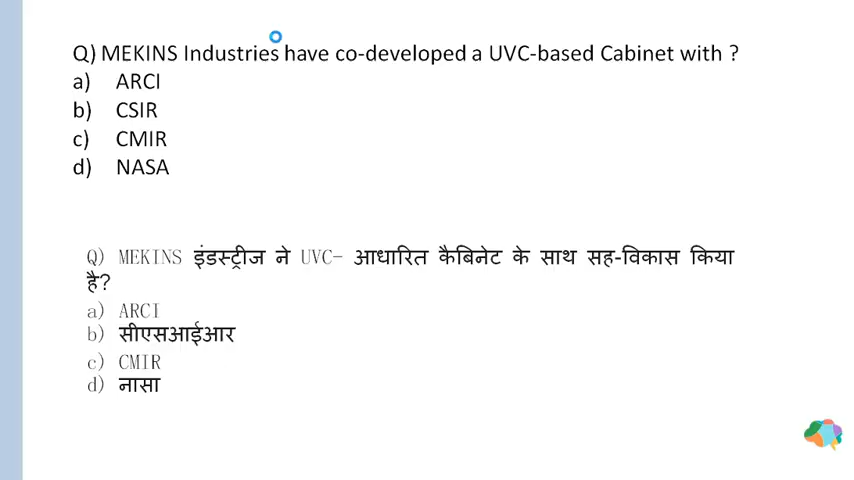 Q) MEKINS Industries have co-developed a UVC-based Cabinet with ?
a) ARCI
b) CSIR
c) CMIR
d) NASA
Q) MEKINS इंडस्ट्रीज ने UVC- आधारित कैबिनेट के साथ सह-विकास किया
है?
a) ARCI
b) सीएसआईआर
c) CMIR
d) नासा